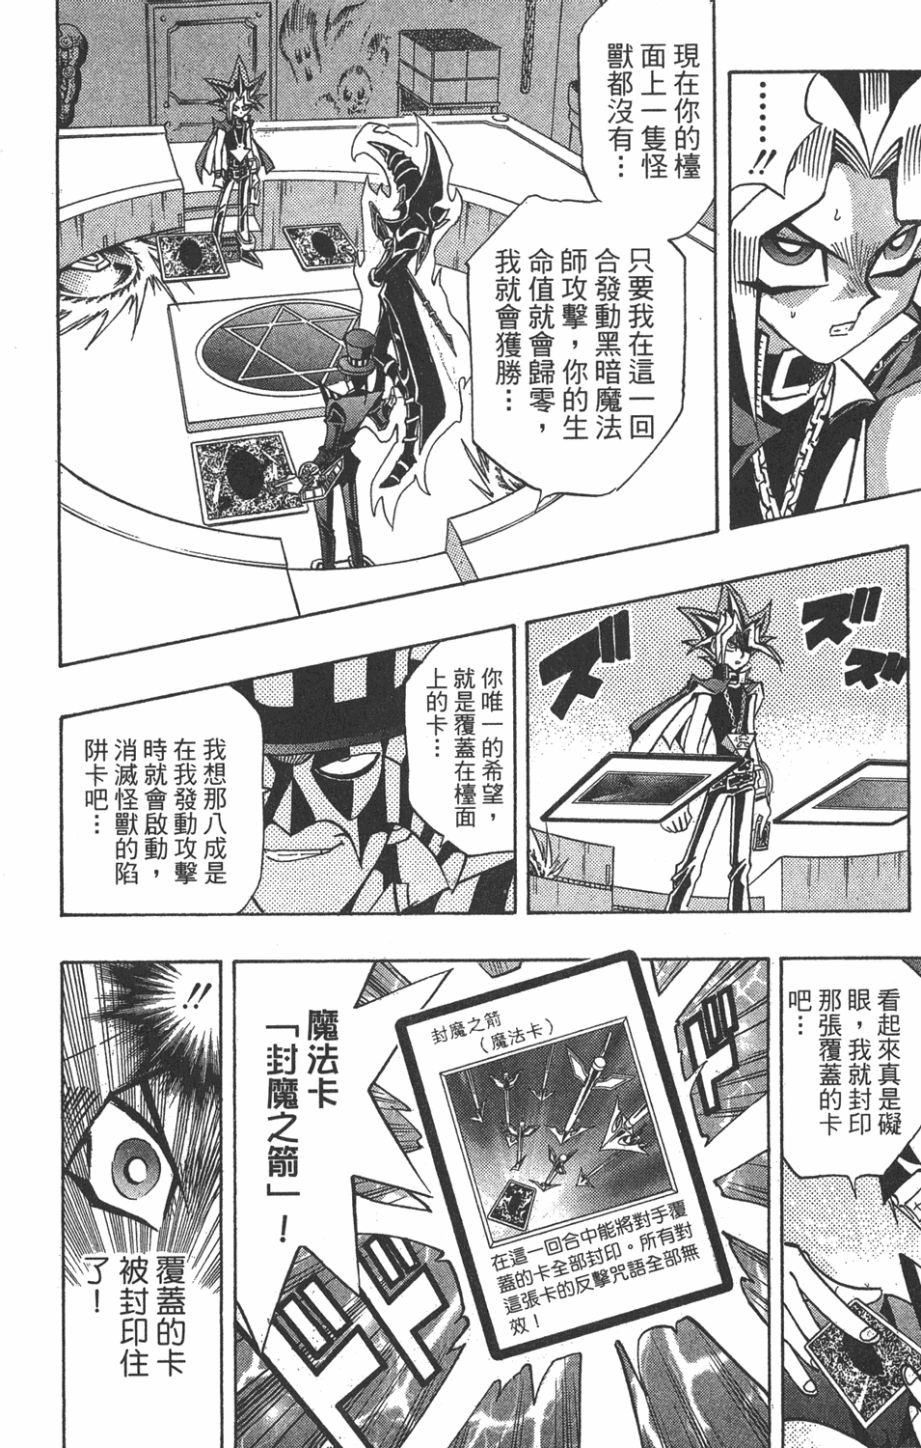 ……!!
現在你的檯
面上一隻怪
獸都沒有…
只要我在這一回
合發動黑暗魔法
師攻擊，你的生
命值就會歸零，
我就會獲勝…
ズズ
ズズ
你唯一的希望，
就是覆蓋在檯面
上的卡…
我想那八成是
在我發動攻擊
時就會啟動，
消滅怪獸的陷
阱卡吧…
看起來真是礙
眼，我就封印
那張覆蓋的卡
吧…
封魔之箭
（魔法卡）
在這一回合中能將對手覆
蓋的卡全部封印。所有對
這張卡的反擊咒語全部無
效！
魔法卡
「封魔之箭」！
!!
覆蓋的卡
被封印住
了！